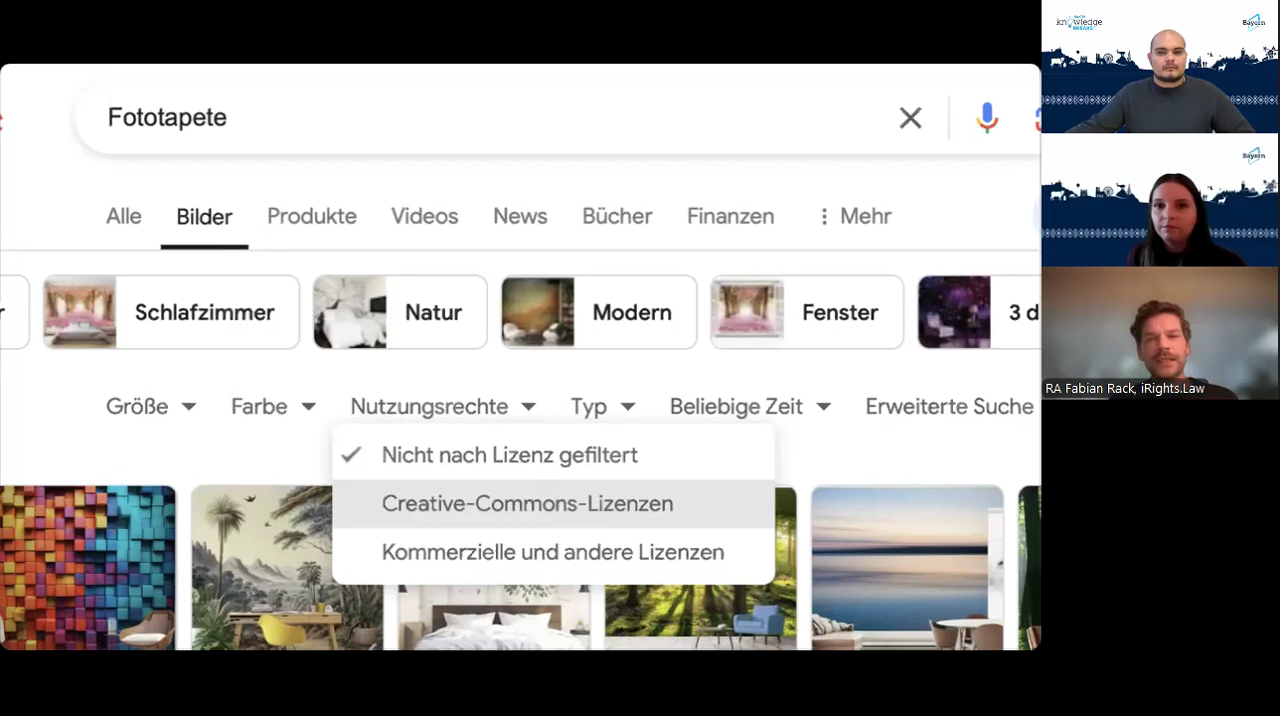 Fototapete
Alle Bilder Produkte Videos News Bücher Finanzen Mehr
Schlafzimmer Natur Modern Fenster 3 d
Größe Farbe Nutzungsrechte Typ Beliebige Zeit Erweiterte Suche
Nicht nach Lizenz gefiltert
Creative-Commons-Lizenzen
Kommerzielle und andere Lizenzen
knowledge
Bayern
Bayern
RA Fabian Rack, iRights.Law